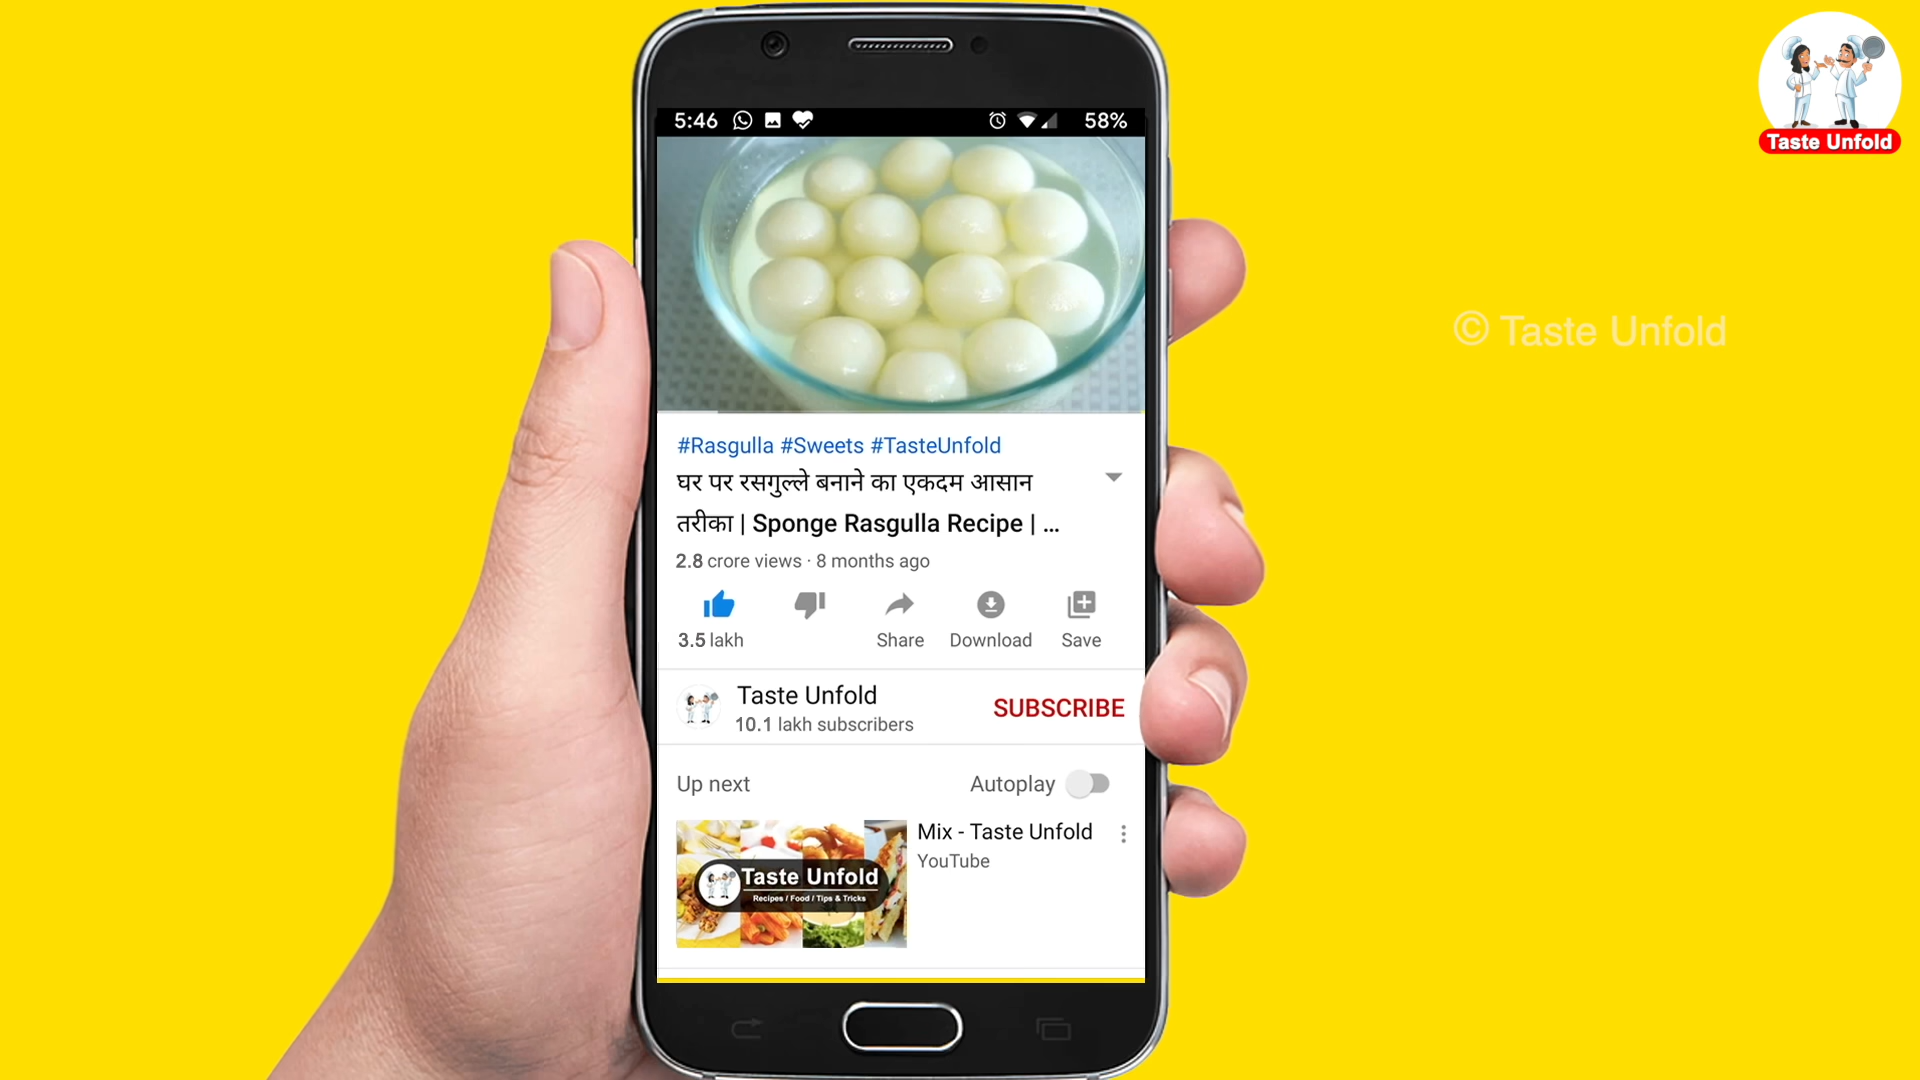 Taste Unfold
© Taste Unfold
5:46
58%
#Rasgulla #Sweets #TasteUnfold
घर पर रसगुल्ले बनाने का एकदम आसान
तरीका | Sponge Rasgulla Recipe | ...
2.8 crore views · 8 months ago
3.5 lakh
Share
Download
Save
Taste Unfold
10.1 lakh subscribers
SUBSCRIBE
Up next
Autoplay
Mix - Taste Unfold
YouTube
Taste Unfold
Recipes / Food / Tips & Tricks